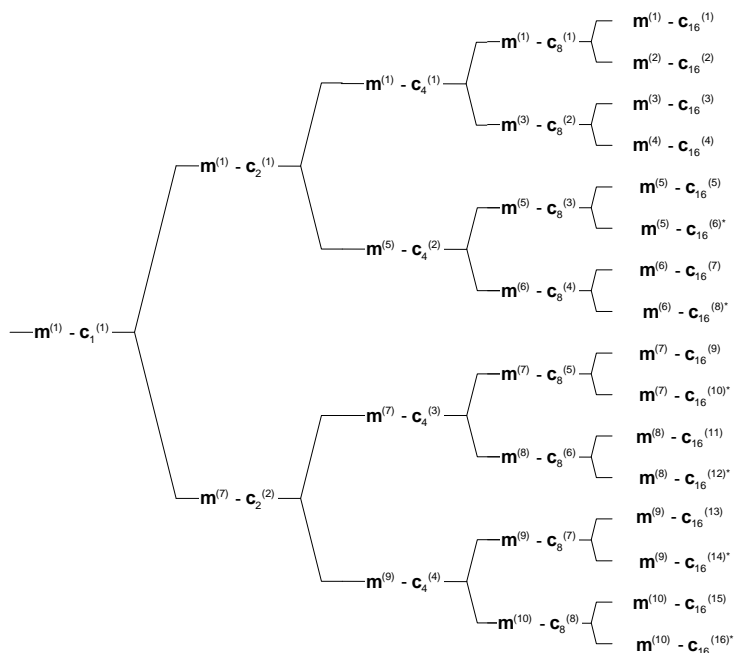 m(1) - c16(1)
m(1) - c8(1)
m(2) - c16(2)
m(1) - c4(1)
m(3) - c16(3)
m(3) - c8(2)
m(4) - c16(4)
m(1) - c2(1)
m(5) - c16(5)
m(5) - c8(3)
m(5) - c16(6)*
m(5) - c4(2)
m(6) - c16(7)
m(6) - c8(4)
m(6) - c16(8)*
m(1) - c1(1)
m(7) - c16(9)
m(7) - c8(5)
m(7) - c16(10)*
m(7) - c4(3)
m(8) - c16(11)
m(8) - c8(6)
m(8) - c16(12)*
m(7) - c2(2)
m(9) - c16(13)
m(9) - c8(7)
m(9) - c16(14)*
m(9) - c4(4)
m(10) - c16(15)
m(10) - c8(8)
m(10) - c16(16)*